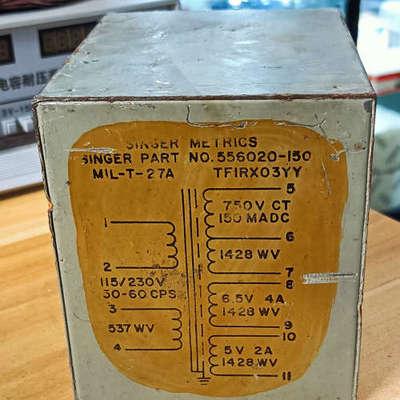 SINGER METRICS
SINGER PART NO. 556020-150
MIL-T-27A TF1RX03YY
5
750V CT
150 MADC
1
6
1428 WV
2
7
115/230V
8
50-60 CPS
6.5V 4A
3
1428 WV
537 WV
9
10
4
5V 2A
1428 WV
11